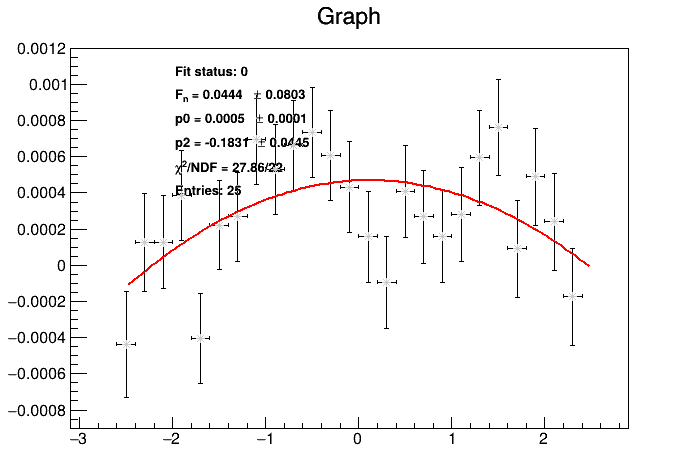 Graph
Fit status: 0
Fn = 0.0444 ± 0.0803
p0 = 0.0005 ± 0.0001
p2 = -0.1831 ± 0.0445
χ²/NDF = 27.86/22
Entries: 25
0.0012
0.001
0.0008
0.0006
0.0004
0.0002
0
−0.0002
−0.0004
−0.0006
−0.0008
−3 −2 −1 0 1 2